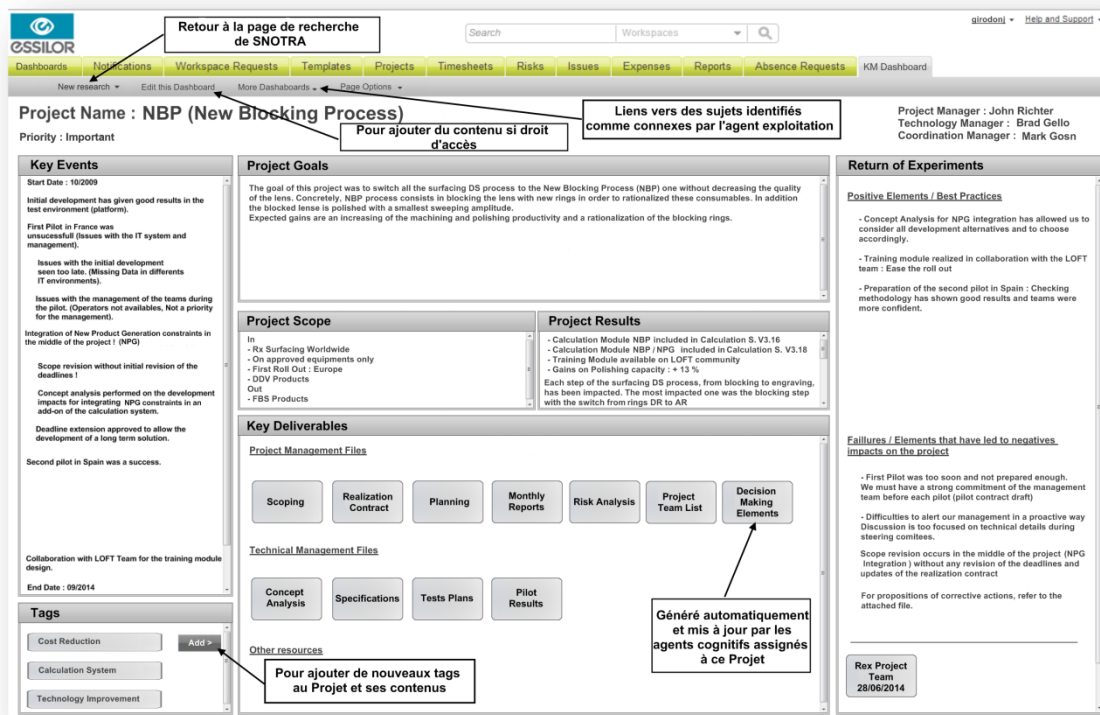 essilor
Retour à la page de recherche
de SNOTRA
Search
Workspaces
girodonj
Help and Support
Dashboards
Notifications
Workspace Requests
Templates
Projects
Timesheets
Risks
Issues
Expenses
Reports
Absence Requests
KM Dashboard
New research
Edit this Dashboard
More Dashaboards
Page Options
Project Name : NBP (New Blocking Process)
Priority : Important
Pour ajouter du contenu si droit
d'accès
Liens vers des sujets identifiés
comme connexes par l'agent exploitation
Project Manager : John Richter
Technology Manager : Brad Gello
Coordination Manager : Mark Gosn
Key Events
Start Date : 10/2009
Initial development has given good results in the
test environment (platform).
First Pilot in France was
unsucessfull (Issues with the IT system and
management).
Issues with the initial development
seen too late. (Missing Data in differents
IT environments).
Issues with the management of the teams during
the pilot. (Operators not availables, Not a priority
for the management).
Integration of New Product Generation constraints in
the middle of the project ! (NPG)
Scope revision without initial revision of the
deadlines !
Concept analysis performed on the development
impacts for integrating NPG constraints in an
add-on of the calculation system.
Deadline extension approved to allow the
development of a long term solution.
Second pilot in Spain was a success.
Collaboration with LOFT Team for the training module
design.
End Date : 09/2014
Tags
Cost Reduction
Add >
Calculation System
Technology Improvement
Pour ajouter de nouveaux tags
au Projet et ses contenus
Project Goals
The goal of this project was to switch all the surfacing DS process to the New Blocking Process (NBP) one without decreasing the quality
of the lens. Concretely, NBP process consists in blocking the lens with new rings in order to rationalized these consumables. In addition
the blocked lense is polished with a smallest sweeping amplitude.
Expected gains are an increasing of the machining and polishing productivity and a rationalization of the blocking rings.
Project Scope
In
- Rx Surfacing Worldwide
- On approved equipments only
- First Roll Out : Europe
- DDV Products
Out
- FBS Products
Project Results
- Calculation Module NBP included in Calculation S. V3.16
- Calculation Module NBP / NPG included in Calculation S. V3.18
- Training Module available on LOFT community
- Gains on Polishing capacity : + 13 %
Each step of the surfacing DS process, from blocking to engraving,
has been impacted. The most impacted one was the blocking step
with the switch from rings DR to AR
Key Deliverables
Project Management Files
Scoping
Realization
Contract
Planning
Monthly
Reports
Risk Analysis
Project
Team List
Decision
Making
Elements
Technical Management Files
Concept
Analysis
Specifications
Tests Plans
Pilot
Results
Other resources
Généré automatiquement
et mis à jour par les
agents cognitifs assignés
à ce Projet
Return of Experiments
Positive Elements / Best Practices
- Concept Analysis for NPG integration has allowed us to
consider all development alternatives and to choose
accordingly.
- Training module realized in collaboration with the LOFT
team : Ease the roll out
- Preparation of the second pilot in Spain : Checking
methodology has shown good results and teams were
more confident.
Faillures / Elements that have led to negatives
impacts on the project
- First Pilot was too soon and not prepared enough.
We must have a strong commitment of the management
team before each pilot (pilot contract draft)
- Difficulties to alert our management in a proactive way
Discussion is too focused on technical details during
steering comitees.
Scope revision occurs in the middle of the project (NPG
Integration ) without any revision of the deadlines and
updates of the realization contract
For propositions of corrective actions, refer to the
attached file.
Rex Project
Team
28/06/2014